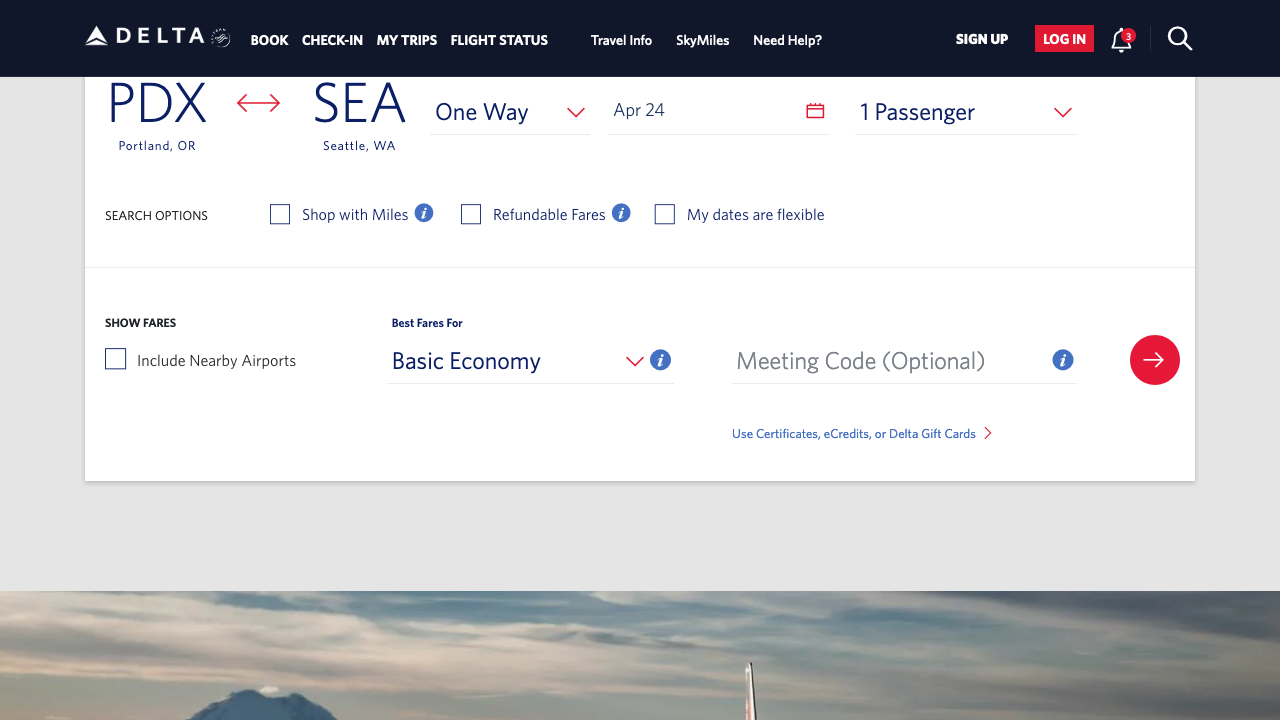 DELTA BOOK CHECK-IN MY TRIPS FLIGHT STATUS Travel Info SkyMiles Need Help? SIGN UP LOG IN 3
PDX SEA One Way Apr 24 1 Passenger
Portland, OR Seattle, WA
SEARCH OPTIONS Shop with Miles i Refundable Fares i My dates are flexible
SHOW FARES Best Fares For
Include Nearby Airports Basic Economy i Meeting Code (Optional) i
Use Certificates, eCredits, or Delta Gift Cards